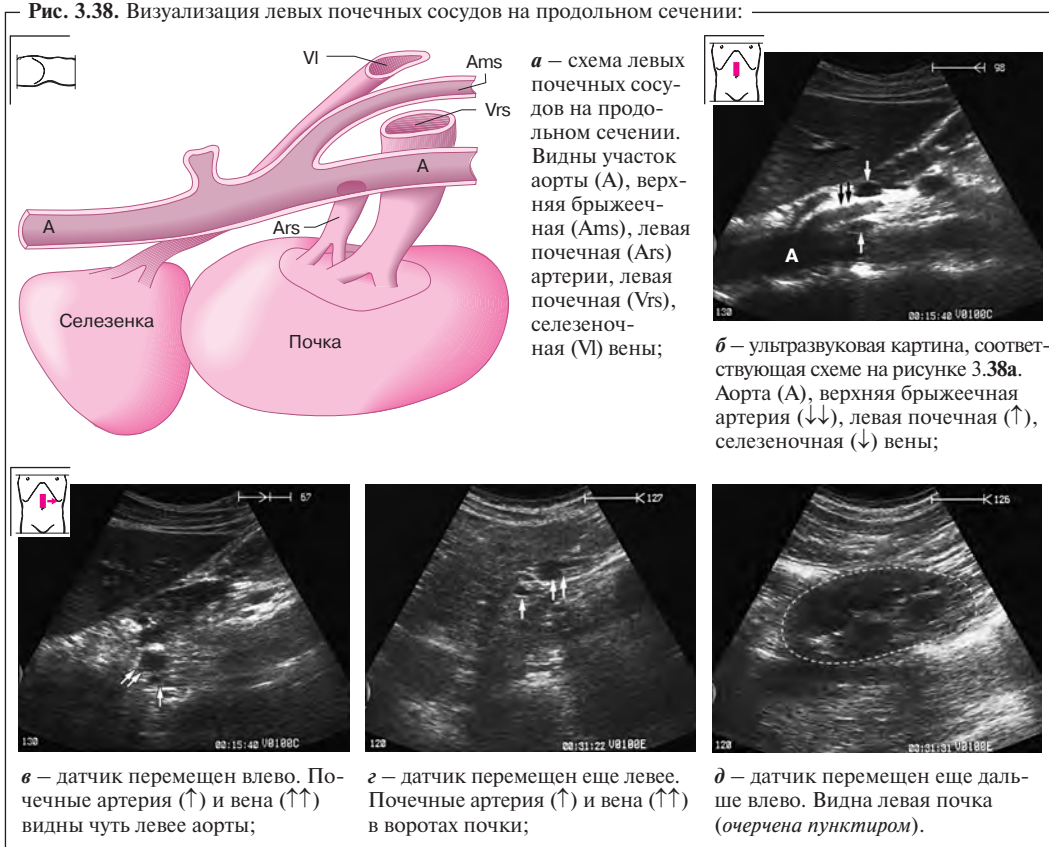 Рис. 3.38. Визуализация левых почечных сосудов на продольном сечении:
Vl
Ams
Vrs
A
A
Ars
Селезенка
Почка
а – схема левых
почечных сосу-
дов на продо-
льном сечении.
Видны участок
аорты (А), верх-
няя брыжееч-
ная (Ams), левая
почечная (Ars)
артерии, левая
почечная (Vrs),
селезеноч-
ная (Vl) вены;
98
A
130
00:15:40 V0100C
б – ультразвуковая картина, соответ-
ствующая схеме на рисунке 3.38а.
Аорта (А), верхняя брыжеечная
артерия (↓↓), левая почечная (↑),
селезеночная (↓) вены;
57
130
00:15:40 V0100C
в – датчик перемещен влево. По-
чечные артерия (↑) и вена (↑↑)
видны чуть левее аорты;
127
120
00:31:22 V0100E
г – датчик перемещен еще левее.
Почечные артерия (↑) и вена (↑↑)
в воротах почки;
126
120
00:31:31 V0100E
д – датчик перемещен еще даль-
ше влево. Видна левая почка
(очерчена пунктиром).